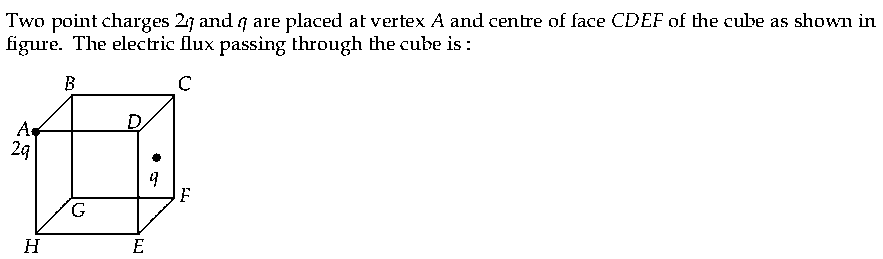 Two point charges 2q and q are placed at vertex A and centre of face CDEF of the cube as shown in
figure. The electric flux passing through the cube is :
B C
A D
2q
q
G F
H E